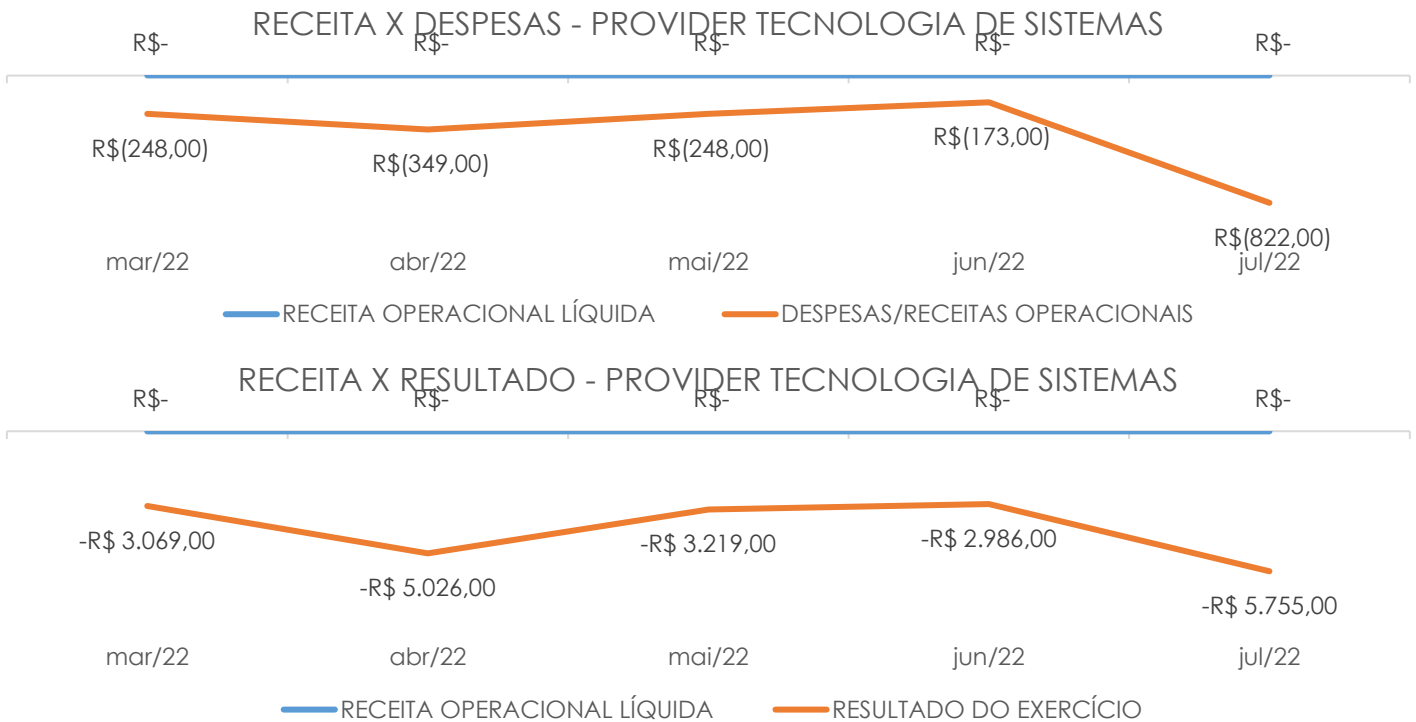 RECEITA X DESPESAS - PROVIDER TECNOLOGIA DE SISTEMAS
R$- R$- R$- R$- R$-
R$(248,00) R$(349,00) R$(248,00) R$(173,00) R$(822,00)
mar/22 abr/22 mai/22 jun/22 jul/22
RECEITA OPERACIONAL LÍQUIDA DESPESAS/RECEITAS OPERACIONAIS
RECEITA X RESULTADO - PROVIDER TECNOLOGIA DE SISTEMAS
R$- R$- R$- R$- R$-
-R$ 3.069,00 -R$ 5.026,00 -R$ 3.219,00 -R$ 2.986,00 -R$ 5.755,00
mar/22 abr/22 mai/22 jun/22 jul/22
RECEITA OPERACIONAL LÍQUIDA RESULTADO DO EXERCÍCIO